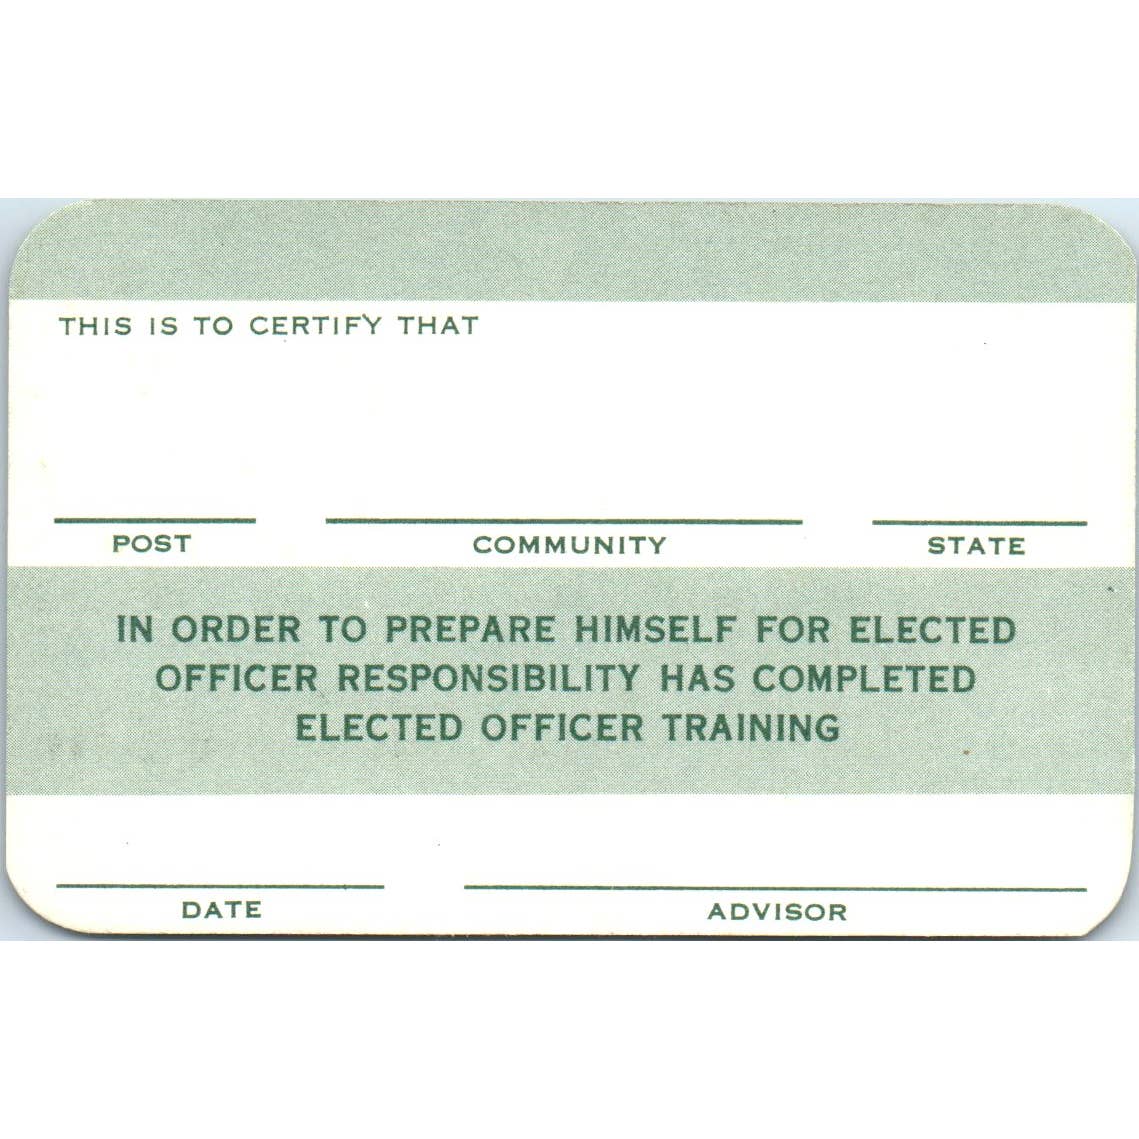 THIS IS TO CERTIFY THAT
POST COMMUNITY STATE
IN ORDER TO PREPARE HIMSELF FOR ELECTED
OFFICER RESPONSIBILITY HAS COMPLETED
ELECTED OFFICER TRAINING
DATE ADVISOR